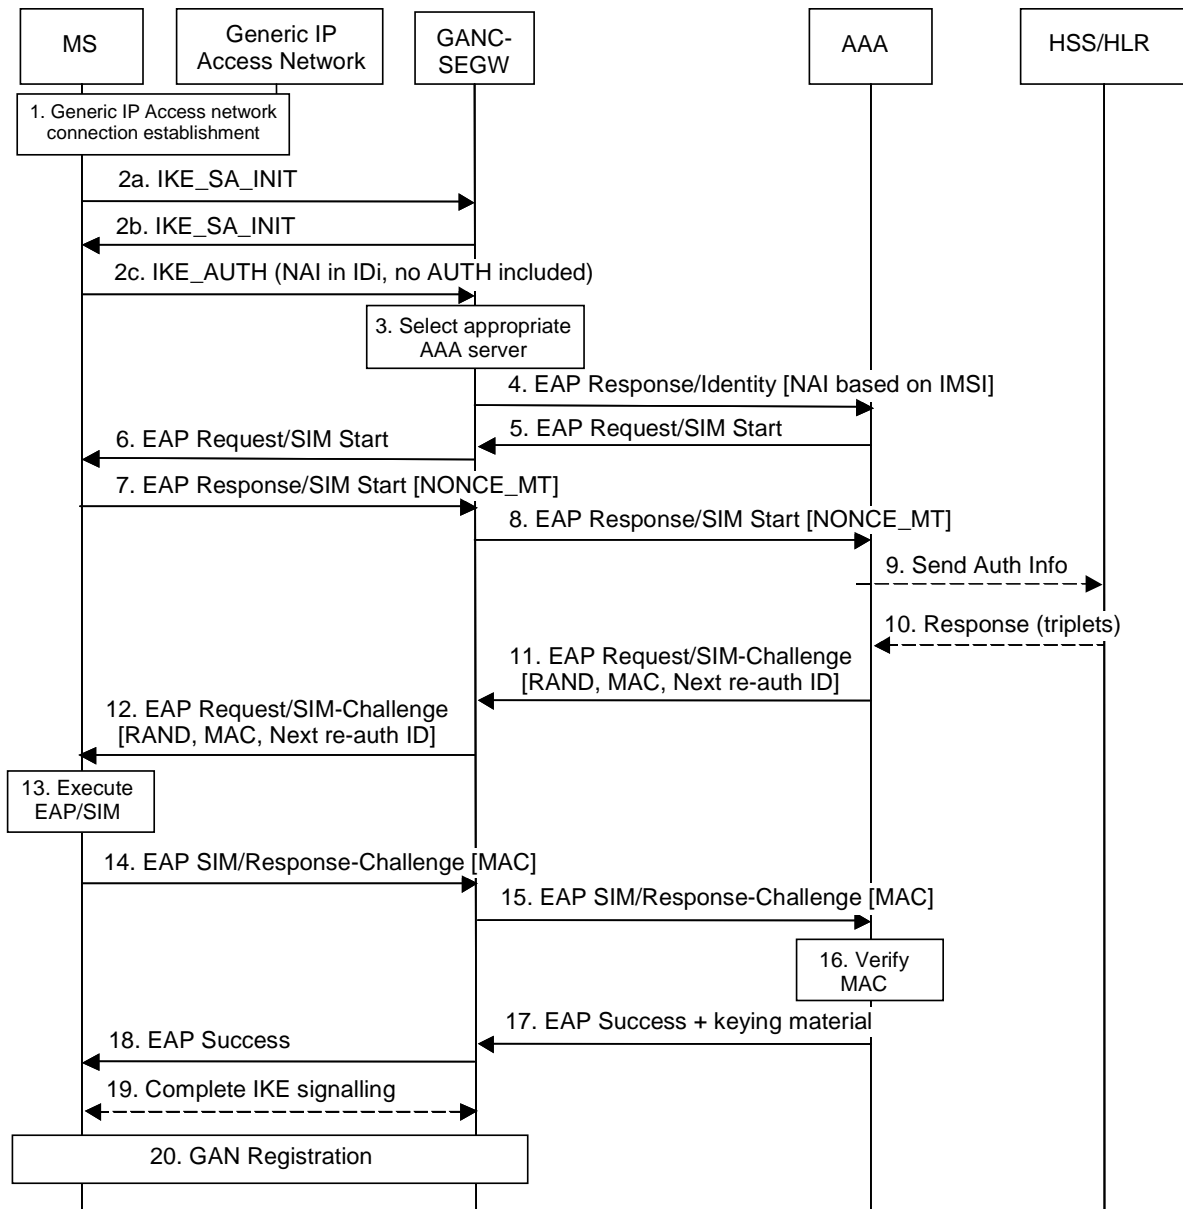 MS
Generic IP
Access Network
GANC-
SEGW
AAA
HSS/HLR
1. Generic IP Access network
connection establishment
2a. IKE_SA_INIT
2b. IKE_SA_INIT
2c. IKE_AUTH (NAI in IDi, no AUTH included)
3. Select appropriate
AAA server
4. EAP Response/Identity [NAI based on IMSI]
5. EAP Request/SIM Start
6. EAP Request/SIM Start
7. EAP Response/SIM Start [NONCE_MT]
8. EAP Response/SIM Start [NONCE_MT]
9. Send Auth Info
10. Response (triplets)
11. EAP Request/SIM-Challenge
[RAND, MAC, Next re-auth ID]
12. EAP Request/SIM-Challenge
[RAND, MAC, Next re-auth ID]
13. Execute
EAP/SIM
14. EAP SIM/Response-Challenge [MAC]
15. EAP SIM/Response-Challenge [MAC]
16. Verify
MAC
17. EAP Success + keying material
18. EAP Success
19. Complete IKE signalling
20. GAN Registration